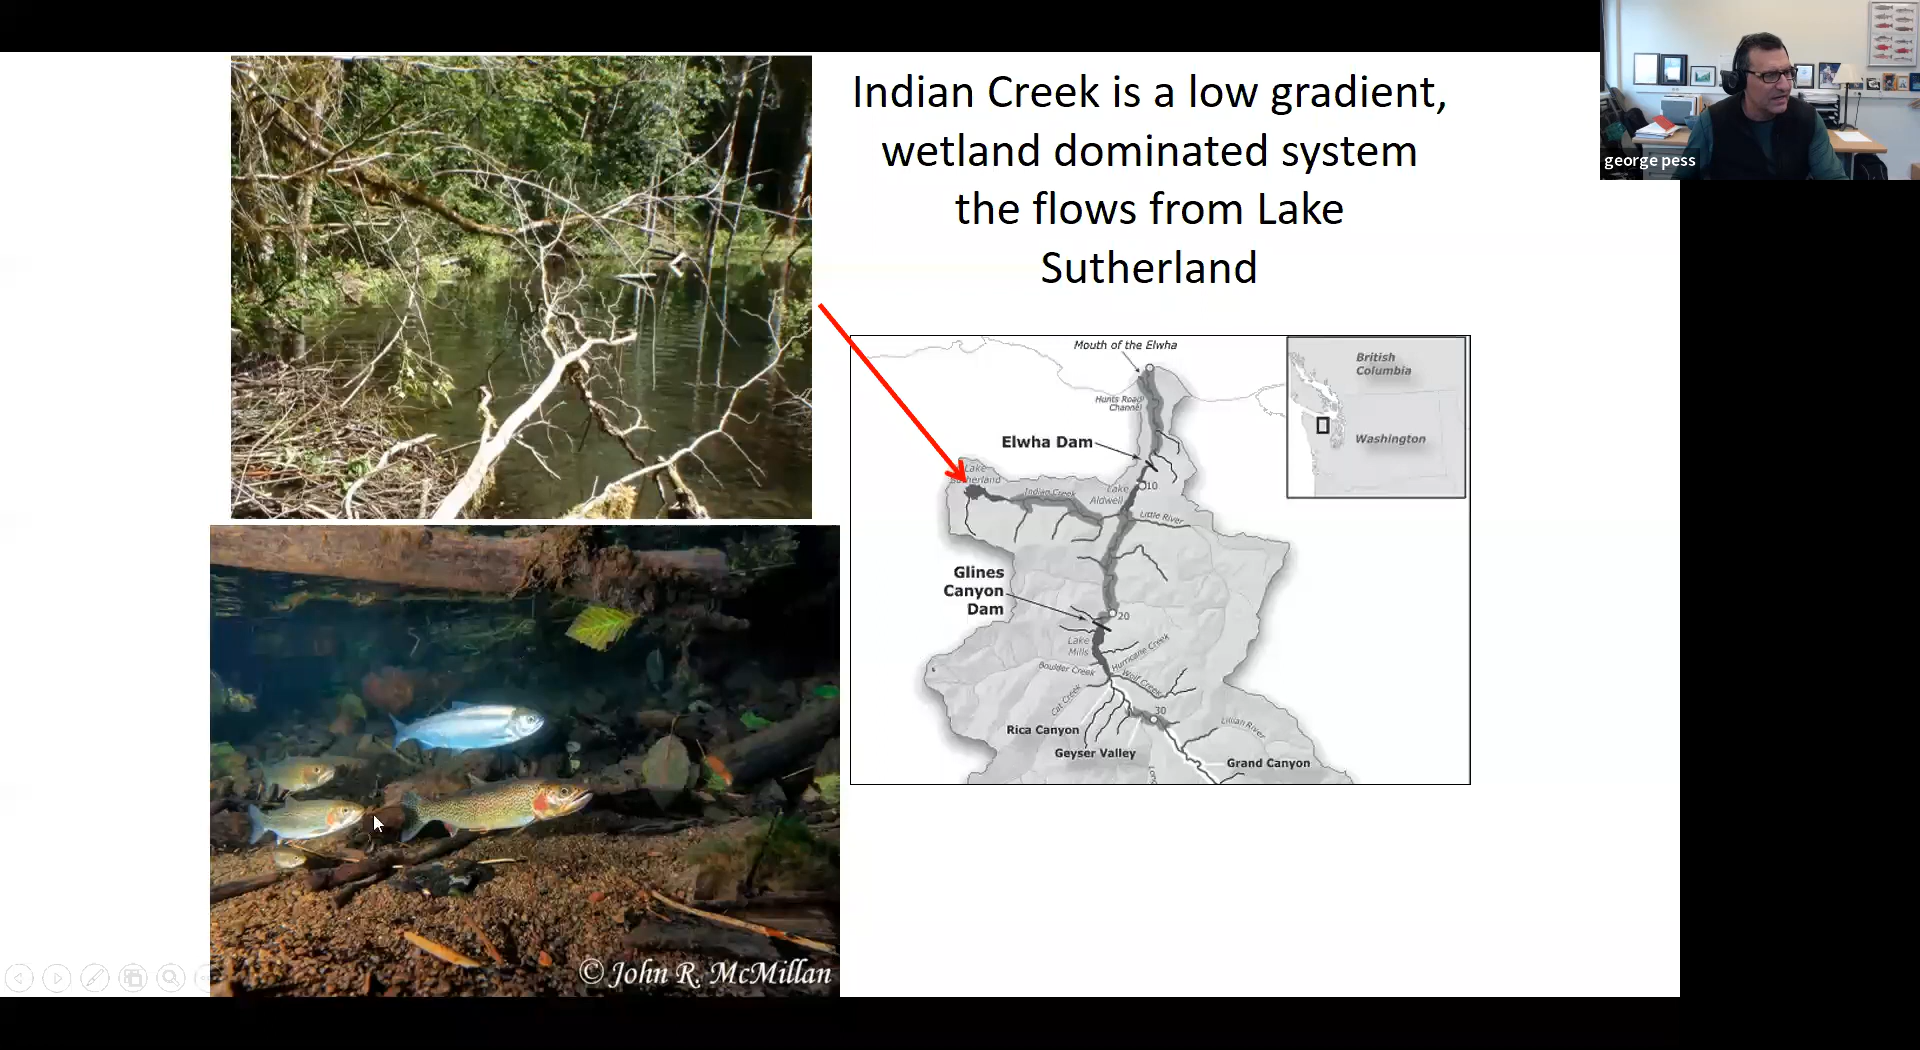 Indian Creek is a low gradient,
wetland dominated system
the flows from Lake
Sutherland
george pess
Mouth of the Elwha
Hunts Road
Channel
Elwha Dam
Lake
Sutherland
Indian Creek
Lake
Aldwell
10
Little River
Glines
Canyon
Dam
20
Lake
Mills
Hurricane Creek
Boulder Creek
Wolf Creek
Cat Creek
30
Rica Canyon
Lillian River
Geyser Valley
Grand Canyon
Long
British
Columbia
Washington
© John R. McMillan